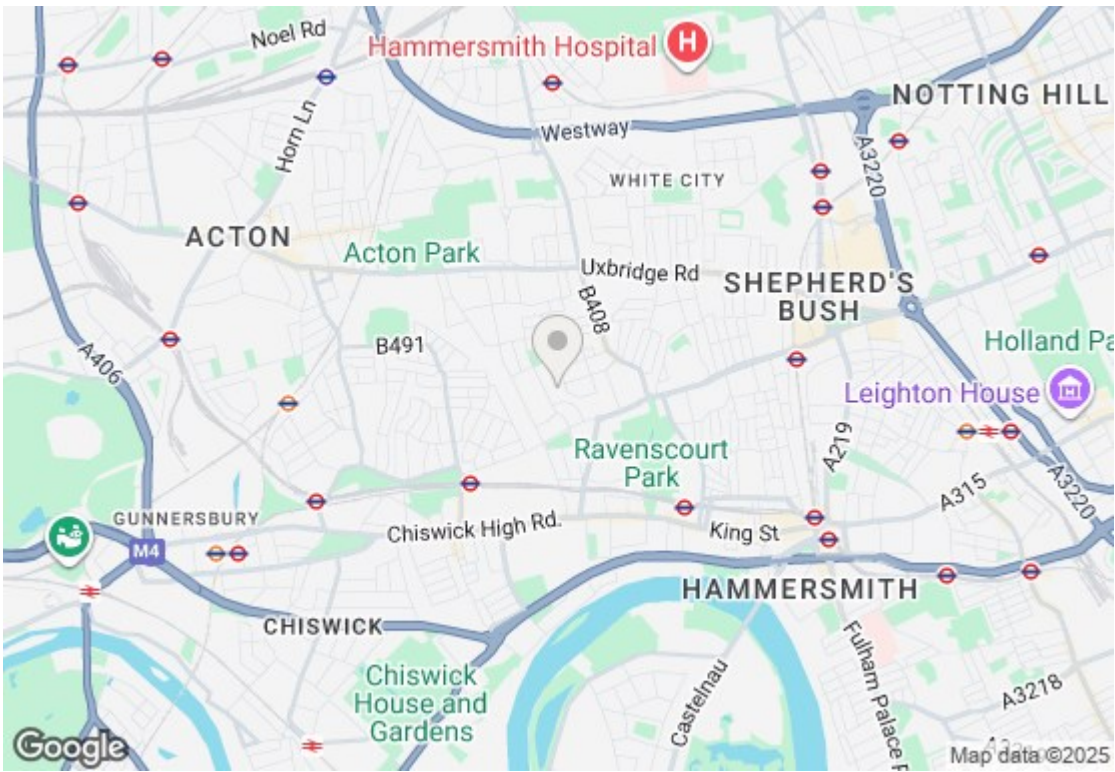 Noel Rd
Hammersmith Hospital
H
NOTTING HILL
Horn Ln
Westway
A3220
WHITE CITY
ACTON
Acton Park
Uxbridge Rd
SHEPHERD'S
BUSH
B408
B491
A406
Holland Pa
Leighton House
Ravenscourt
Park
A219
A315
A3220
GUNNERSBURY
Chiswick High Rd.
King St
M4
HAMMERSMITH
CHISWICK
Chiswick
House and
Gardens
Castelnau
Fulham Palace R
A3218
Google
Map data ©2025